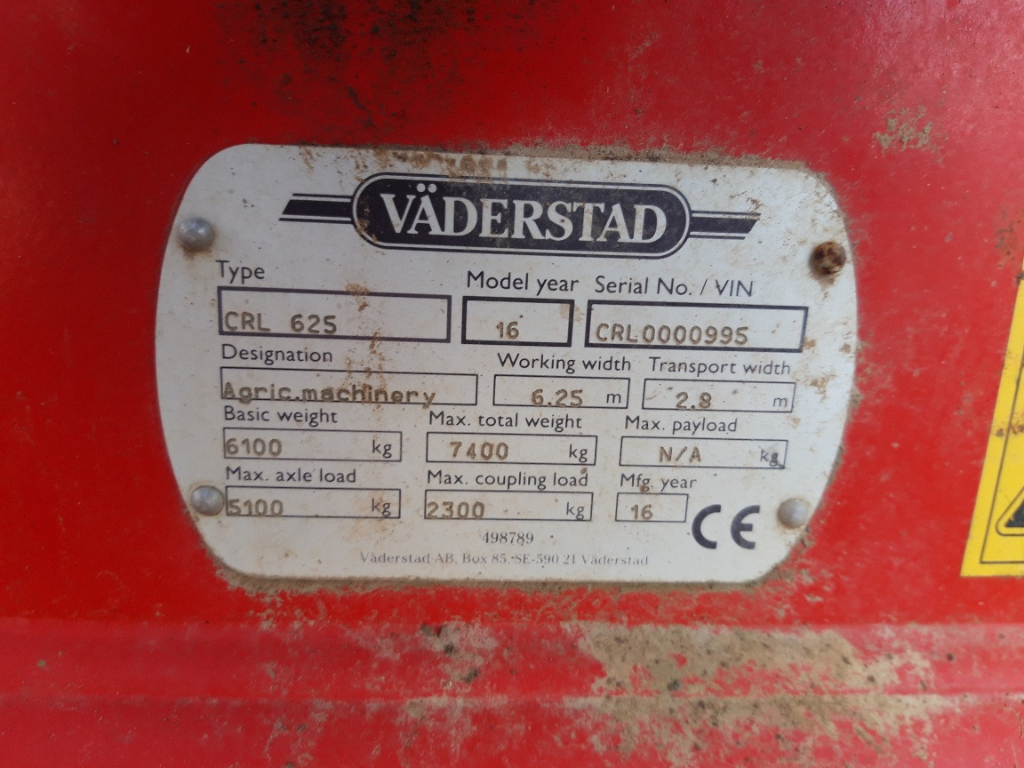 VÄDERSTAD
Type Model year Serial No. / VIN
CRL 625 16 CRL0000995
Designation Working width Transport width
Agric.machinery 6.25 m 2.8 m
Basic weight Max. total weight Max. payload
6100 kg 7400 kg N/A kg
Max. axle load Max. coupling load Mfg. year
5100 kg 2300 kg 16 CE
498789
Väderstad AB, Box 85, SE-590 21 Väderstad